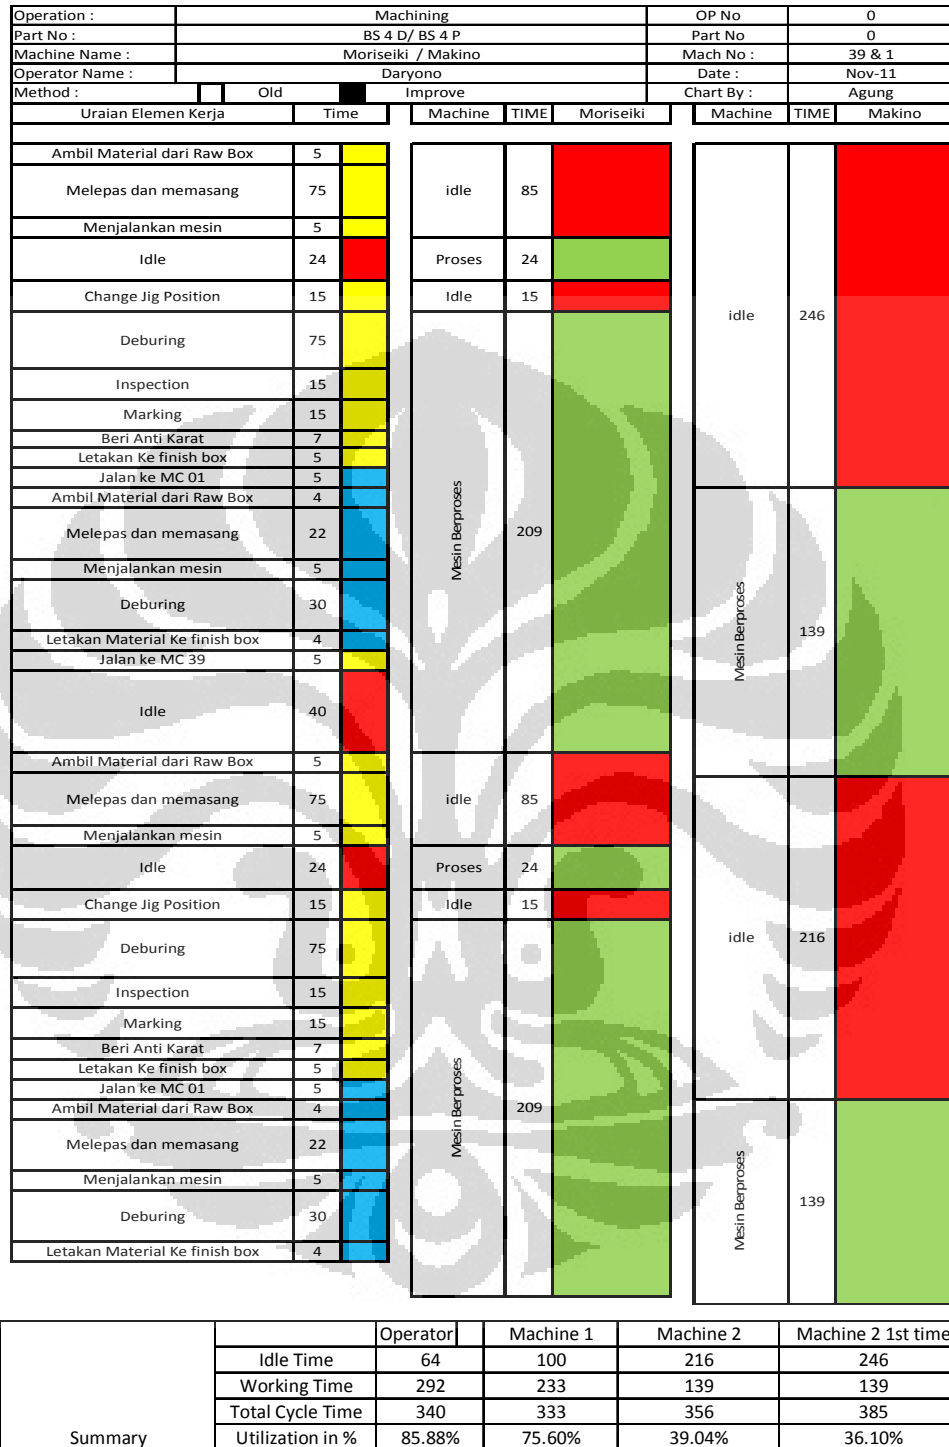 Operation : Machining OP No 0
Part No : BS 4 D/ BS 4 P Part No 0
Machine Name : Moriseiki / Makino Mach No : 39 & 1
Operator Name : Daryono Date : Nov-11
Method : Old Improve Chart By : Agung
Uraian Elemen Kerja Time Machine TIME Moriseiki Machine TIME Makino
Ambil Material dari Raw Box 5
Melepas dan memasang 75 idle 85
Menjalankan mesin 5
Idle 24 Proses 24
Change Jig Position 15 Idle 15
idle 246
Deburing 75
Inspection 15
Marking 15
Beri Anti Karat 7
Letakan Ke finish box 5
Jalan ke MC 01 5
Ambil Material dari Raw Box 4
Melepas dan memasang 22 Mesin Berproses 209
Menjalankan mesin 5
Deburing 30
Letakan Material Ke finish box 4 Mesin Berproses 139
Jalan ke MC 39 5
Idle 40
Ambil Material dari Raw Box 5
Melepas dan memasang 75 idle 85
Menjalankan mesin 5
Idle 24 Proses 24
Change Jig Position 15 Idle 15
Deburing 75 idle 216
Inspection 15
Marking 15
Beri Anti Karat 7
Letakan Ke finish box 5
Jalan ke MC 01 5
Ambil Material dari Raw Box 4 Mesin Berproses 209
Melepas dan memasang 22
Menjalankan mesin 5
Deburing 30 Mesin Berproses 139
Letakan Material Ke finish box 4
Operator Machine 1 Machine 2 Machine 2 1st time
Idle Time 64 100 216 246
Working Time 292 233 139 139
Total Cycle Time 340 333 356 385
Summary Utilization in % 85.88% 75.60% 39.04% 36.10%